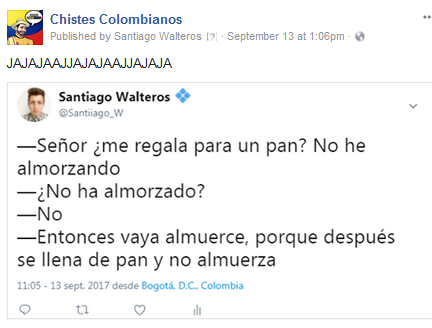 Chistes Colombianos
Published by Santiago Walteros [?] · September 13 at 1:06pm ·
JAJAJAAJJAJAJAAJJAJAJA
Santiago Walteros
@Santiiago_W
—Señor ¿me regala para un pan? No he
almorzando
—¿No ha almorzado?
—No
—Entonces vaya almuerce, porque después
se llena de pan y no almuerza
11:05 - 13 sept. 2017 desde Bogotá, D.C., Colombia